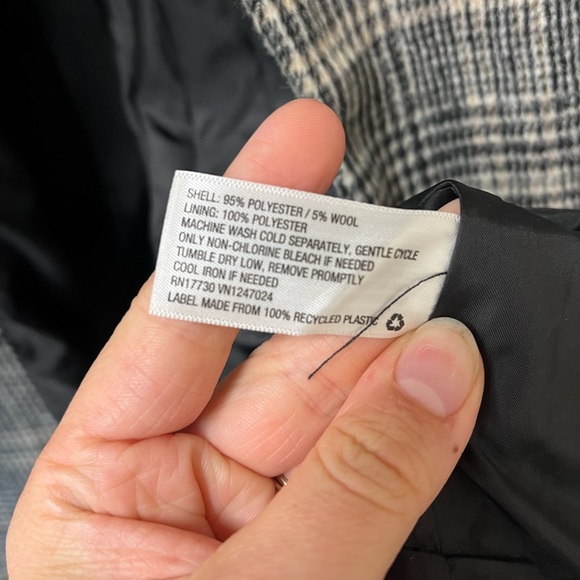 SHELL: 95% POLYESTER / 5% WOOL
LINING: 100% POLYESTER
MACHINE WASH COLD SEPARATELY, GENTLE CYCLE
ONLY NON-CHLORINE BLEACH IF NEEDED
TUMBLE DRY LOW, REMOVE PROMPTLY
COOL IRON IF NEEDED
RN17730 VN1247024
LABEL MADE FROM 100% RECYCLED PLASTIC